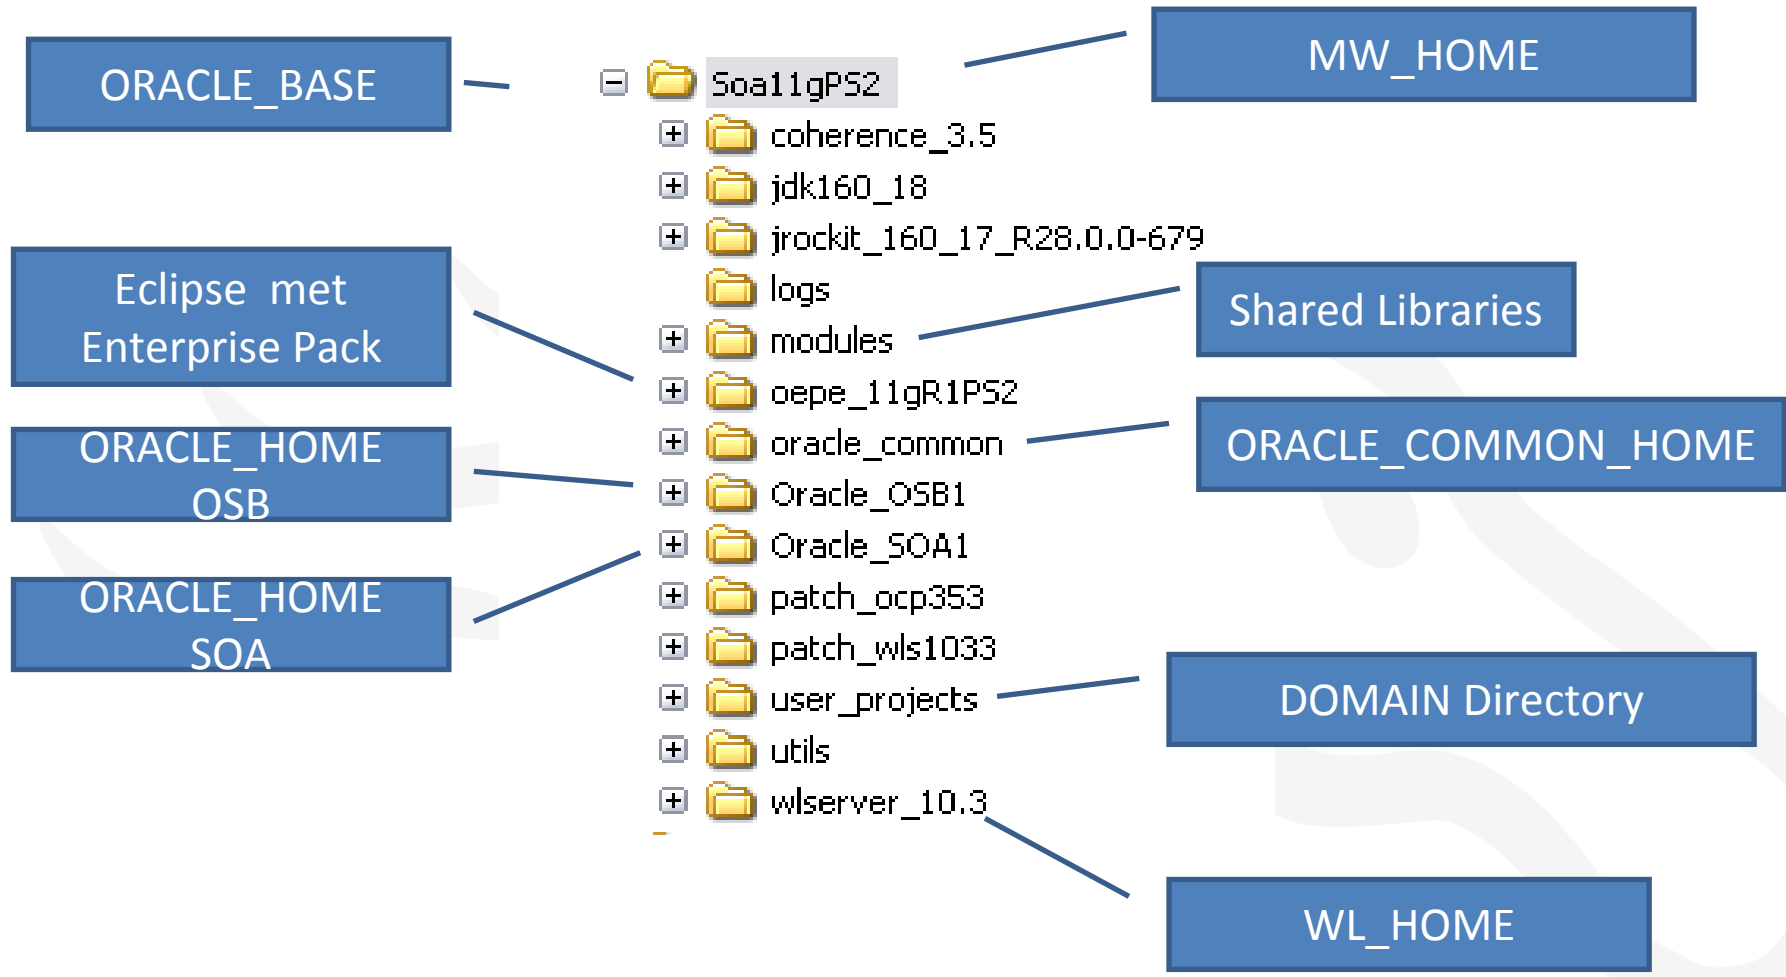 ORACLE_BASE
MW_HOME
Soa11gPS2
coherence_3.5
jdk160_18
jrockit_160_17_R28.0.0-679
Eclipse met
Enterprise Pack
logs
Shared Libraries
modules
oepe_11gR1PS2
ORACLE_HOME
OSB
oracle_common
ORACLE_COMMON_HOME
Oracle_OSB1
Oracle_SOA1
ORACLE_HOME
SOA
patch_ocp353
patch_wls1033
user_projects
DOMAIN Directory
utils
wlserver_10.3
WL_HOME